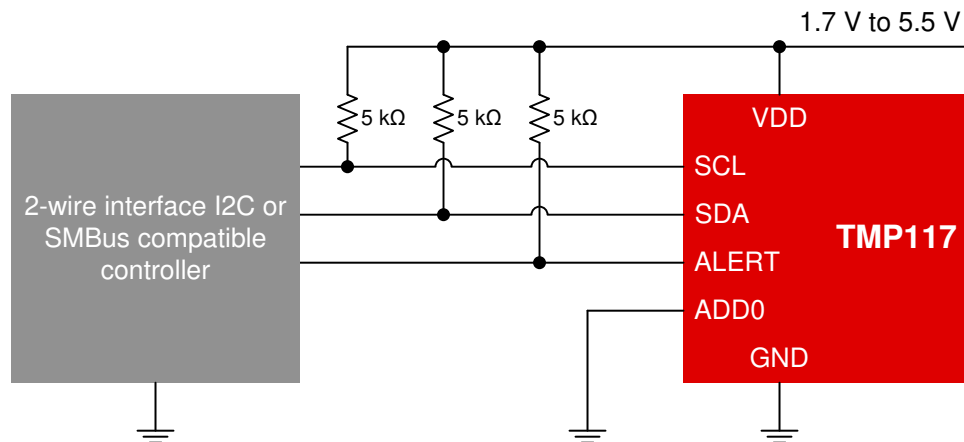 1.7 V to 5.5 V
5 kΩ
5 kΩ
5 kΩ
VDD
SCL
2-wire interface I2C or
SMBus compatible
controller
SDA
TMP117
ALERT
ADD0
GND